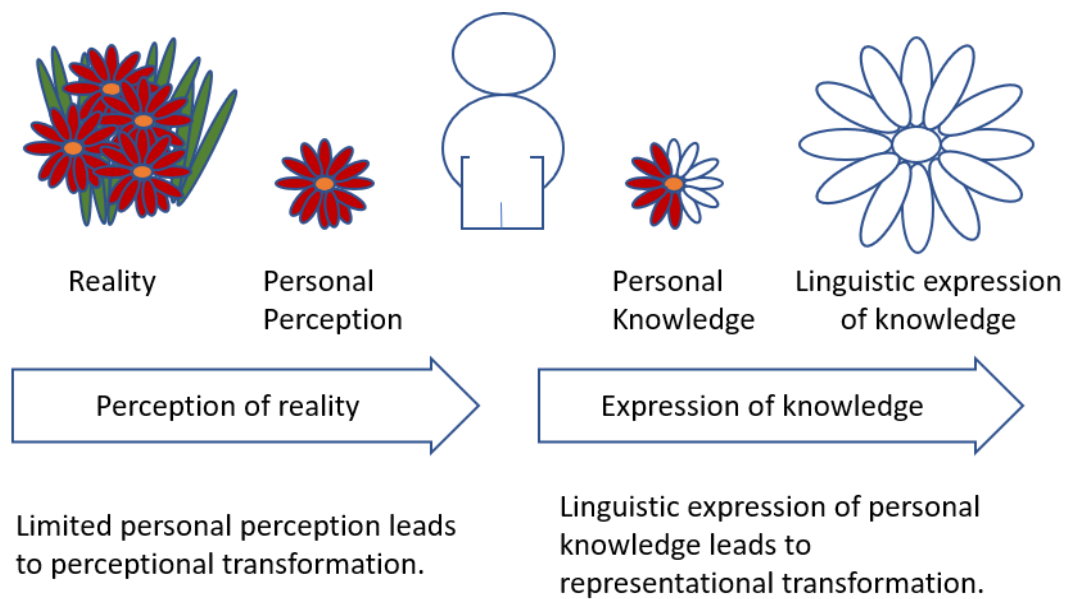 Reality
Personal
Perception
Personal
Knowledge
Linguistic expression
of knowledge
Perception of reality
Expression of knowledge
Limited personal perception leads
to perceptional transformation.
Linguistic expression of personal
knowledge leads to
representational transformation.